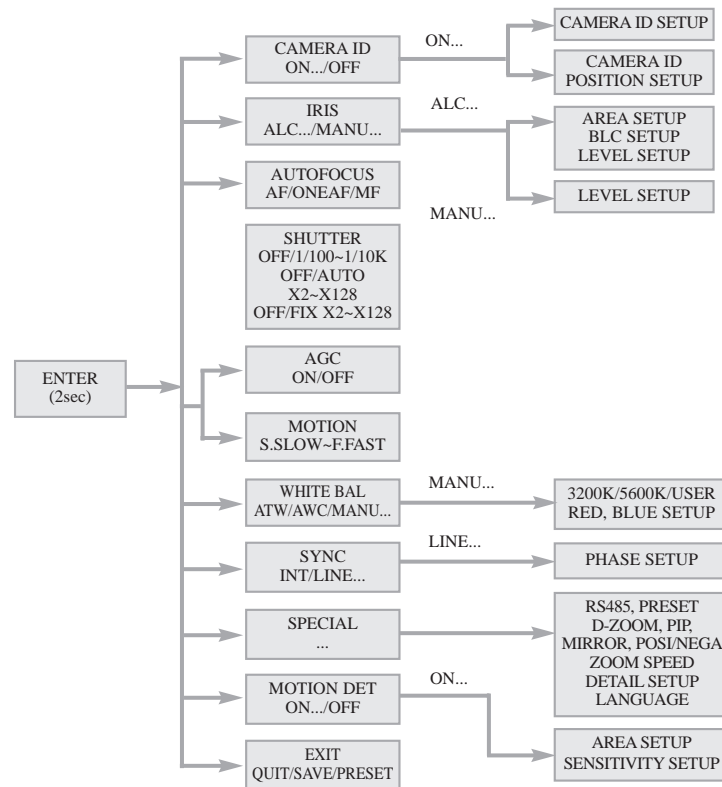 ENTER
(2sec)
CAMERA ID
ON.../OFF
ON...
CAMERA ID SETUP
CAMERA ID
POSITION SETUP
IRIS
ALC.../MANU...
ALC...
AREA SETUP
BLC SETUP
LEVEL SETUP
MANU...
LEVEL SETUP
AUTOFOCUS
AF/ONEAF/MF
SHUTTER
OFF/1/100~1/10K
OFF/AUTO
X2~X128
OFF/FIX X2~X128
AGC
ON/OFF
MOTION
S.SLOW~F.FAST
WHITE BAL
ATW/AWC/MANU...
MANU...
3200K/5600K/USER
RED, BLUE SETUP
SYNC
INT/LINE...
LINE...
PHASE SETUP
SPECIAL
...
RS485, PRESET
D-ZOOM, PIP,
MIRROR, POSI/NEGA
ZOOM SPEED
DETAIL SETUP
LANGUAGE
MOTION DET
ON.../OFF
ON...
AREA SETUP
SENSITIVITY SETUP
EXIT
QUIT/SAVE/PRESET